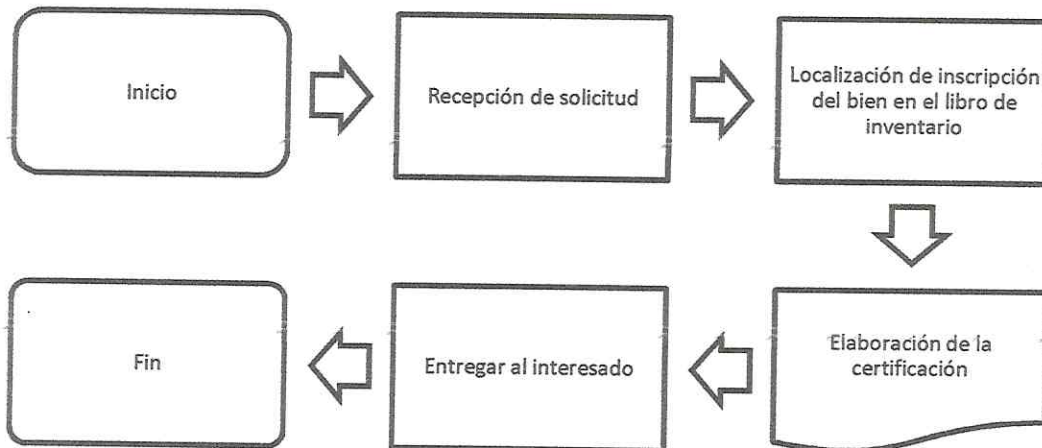 Inicio
Recepción de solicitud
Localización de inscripción
del bien en el libro de
inventario
Elaboración de la
certificación
Entregar al interesado
Fin